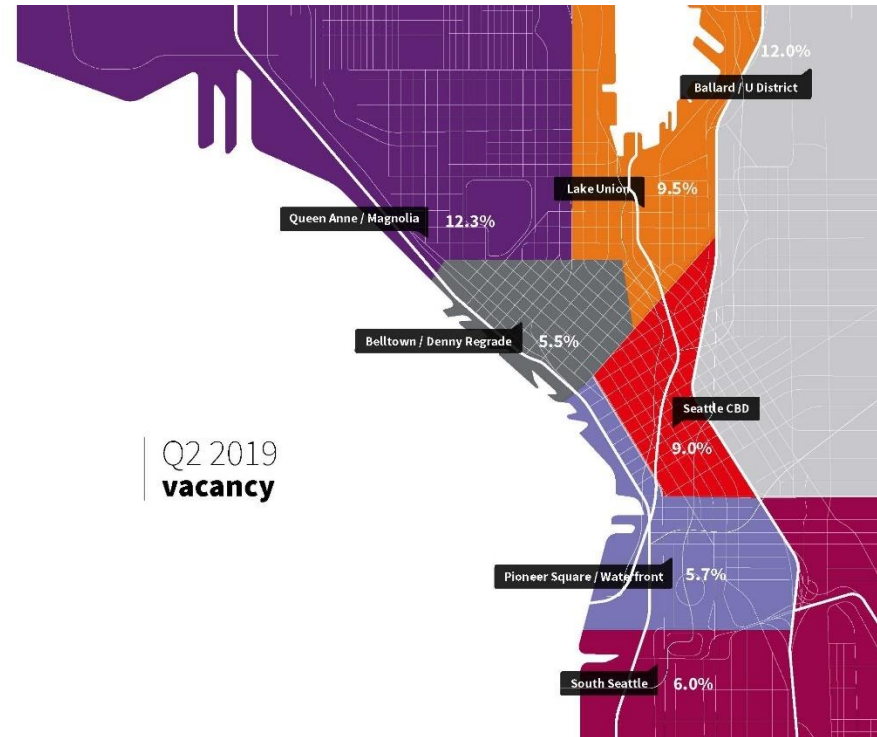 12.0%
Ballard / U District
Lake Union 9.5%
Queen Anne / Magnolia 12.3%
Belltown / Denny Regrade 5.5%
Seattle CBD
9.0%
Q2 2019
vacancy
Pioneer Square / Waterfront 5.7%
South Seattle 6.0%